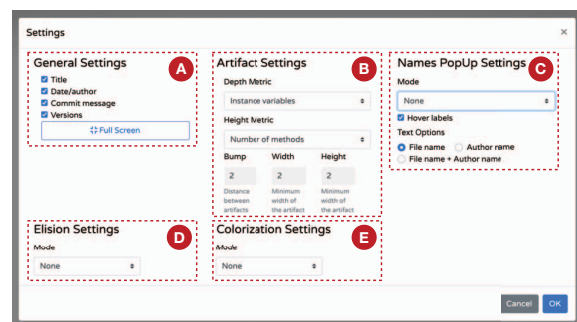 Settings
×
General Settings
A
Title
Date/author
Commit message
Versions
Full Screen
Artifact Settings
B
Depth Metric
Instance variables
Height Metric
Number of methods
Bump Width Height
2 2 2
Distance Minimum Minimum
between width of width of
artifacts the artifact the artifact
Names PopUp Settings
C
Mode
None
Hover labels
Text Options
File name Author name
File name + Author name
Elision Settings
D
Mode
None
Colorization Settings
E
Mode
None
Cancel OK